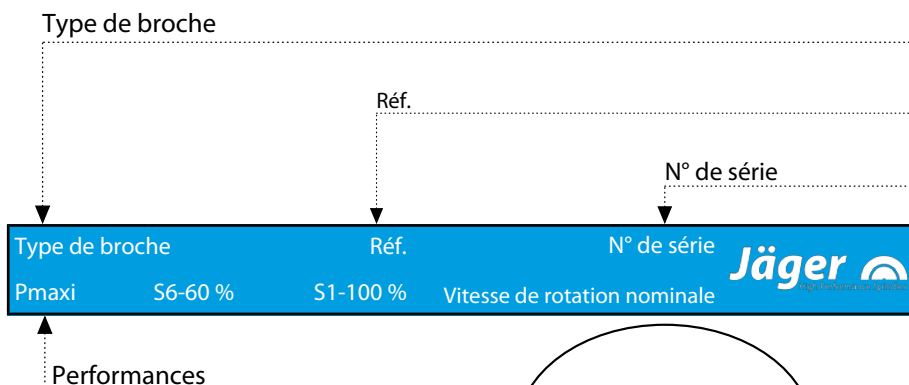 Type de broche
Réf.
N° de série
Type de broche Réf. N° de série
Jäger
Pmaxi S6-60 % S1-100 % Vitesse de rotation nominale
Performances